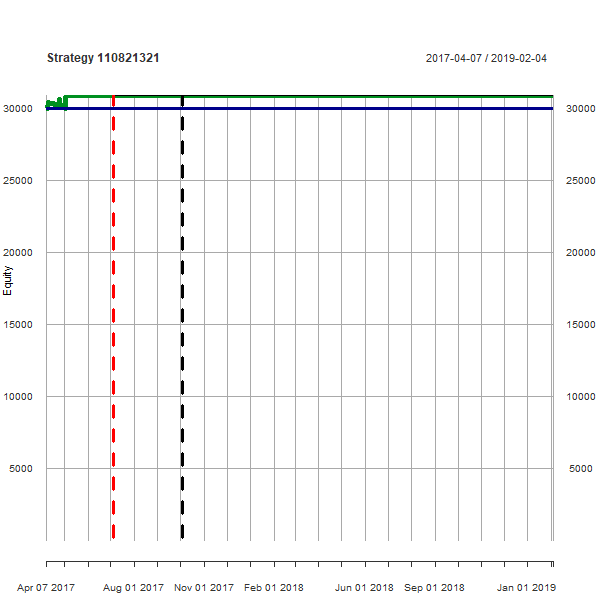 Strategy 110821321
2017-04-07 / 2019-02-04
30000
30000
25000
25000
20000
20000
Equity
15000
15000
10000
10000
5000
5000
Apr 07 2017
Aug 01 2017
Nov 01 2017
Feb 01 2018
Jun 01 2018
Sep 01 2018
Jan 01 2019